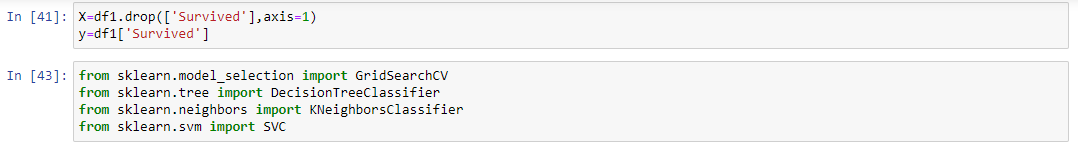 In [41]: X=df1.drop(['Survived'],axis=1)
y=df1['Survived']
In [43]: from sklearn.model_selection import GridSearchCV
from sklearn.tree import DecisionTreeClassifier
from sklearn.neighbors import KNeighborsClassifier
from sklearn.svm import SVC